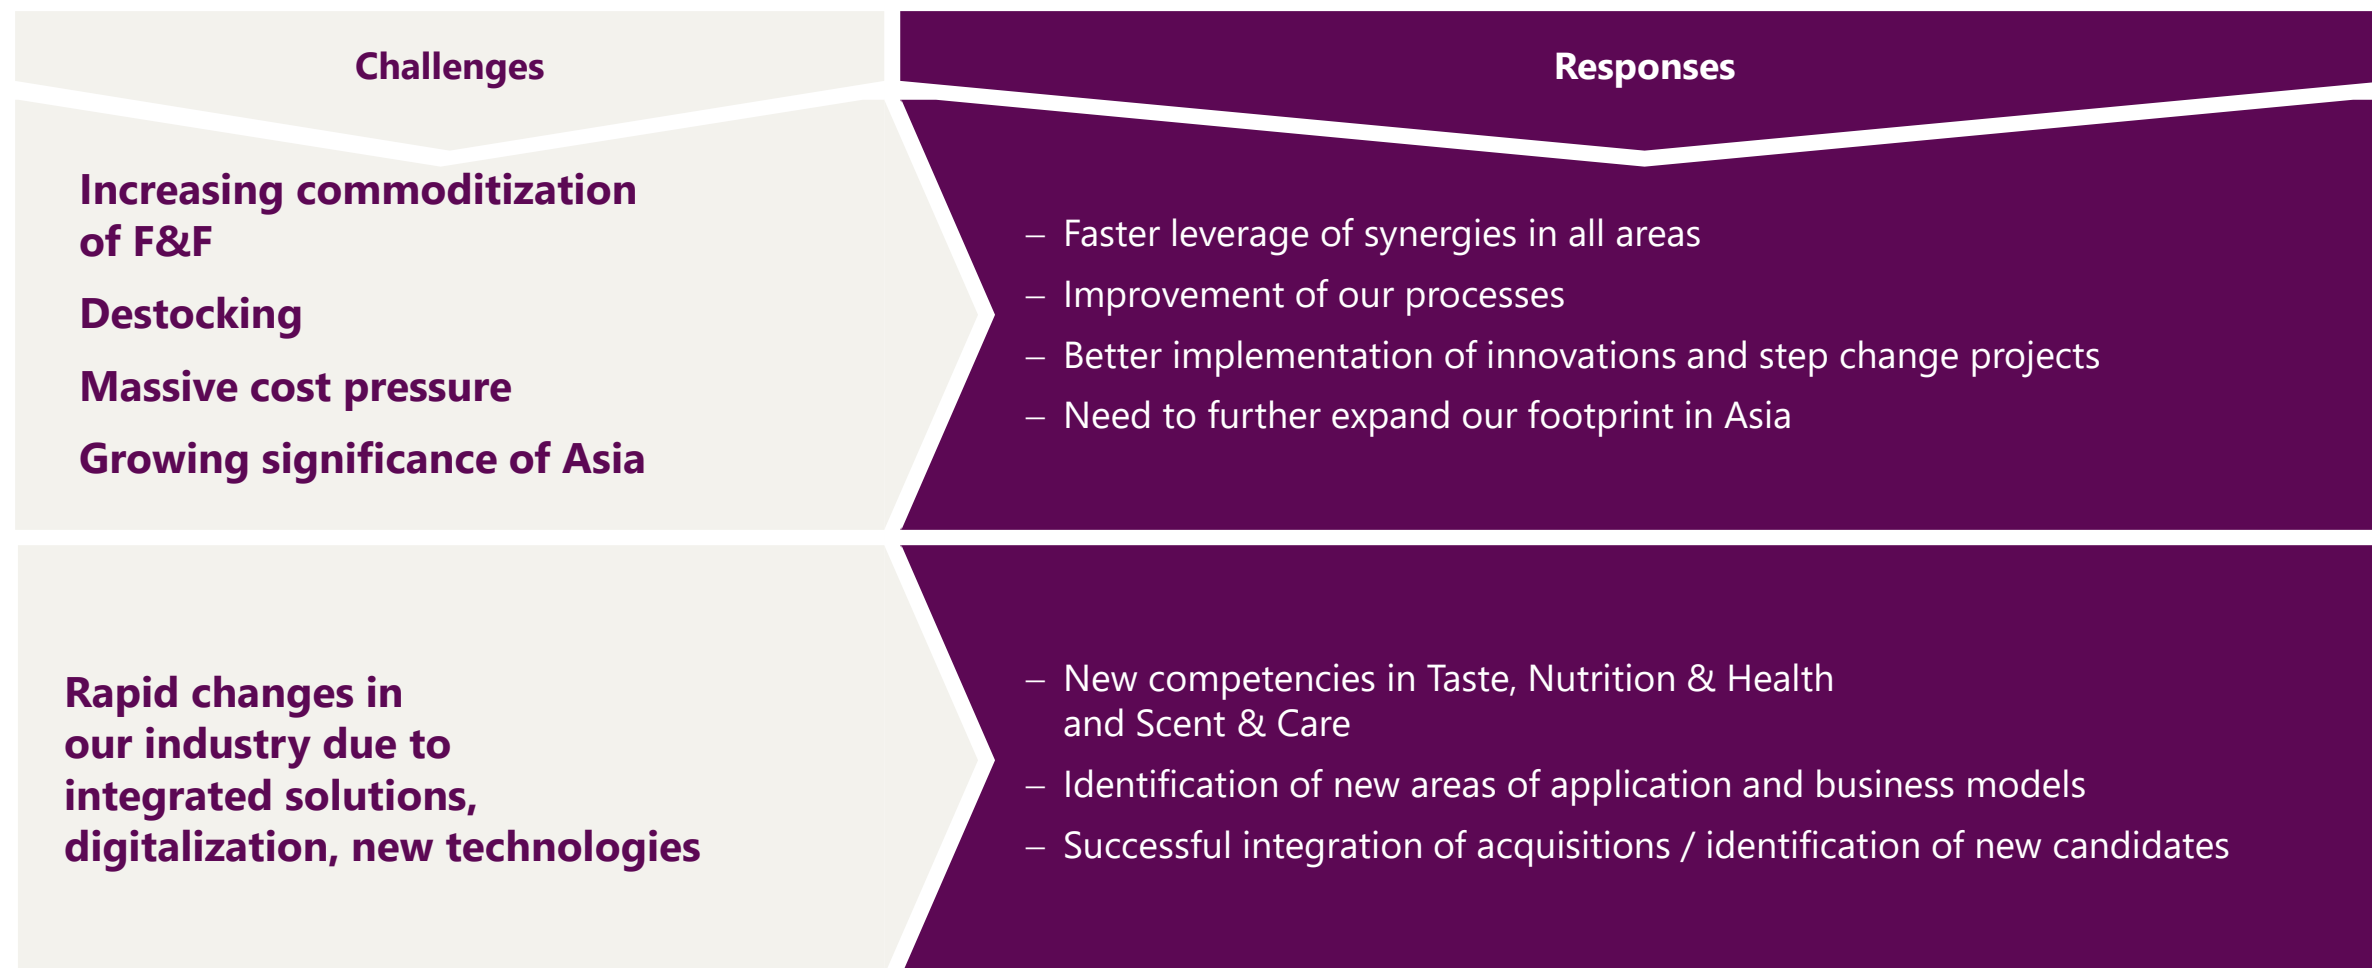 Challenges
Responses
Increasing commoditization
of F&F
Destocking
Massive cost pressure
Growing significance of Asia
– Faster leverage of synergies in all areas
– Improvement of our processes
– Better implementation of innovations and step change projects
– Need to further expand our footprint in Asia
Rapid changes in
our industry due to
integrated solutions,
digitalization, new technologies
– New competencies in Taste, Nutrition & Health
and Scent & Care
– Identification of new areas of application and business models
– Successful integration of acquisitions / identification of new candidates